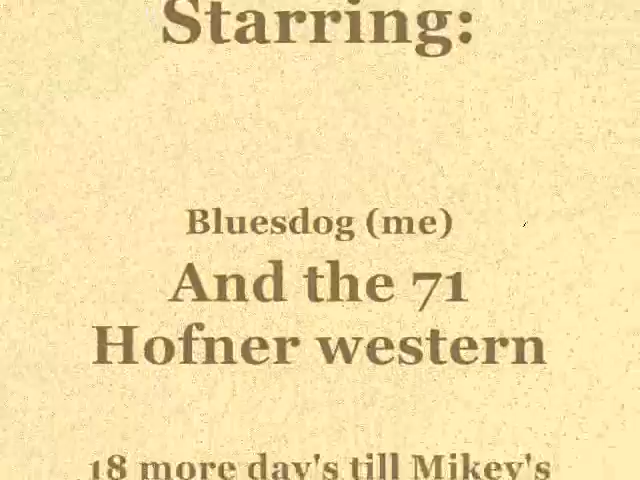 Starring:
Bluesdog (me)
And the 71
Hofner western
18 more day's till Mikey's